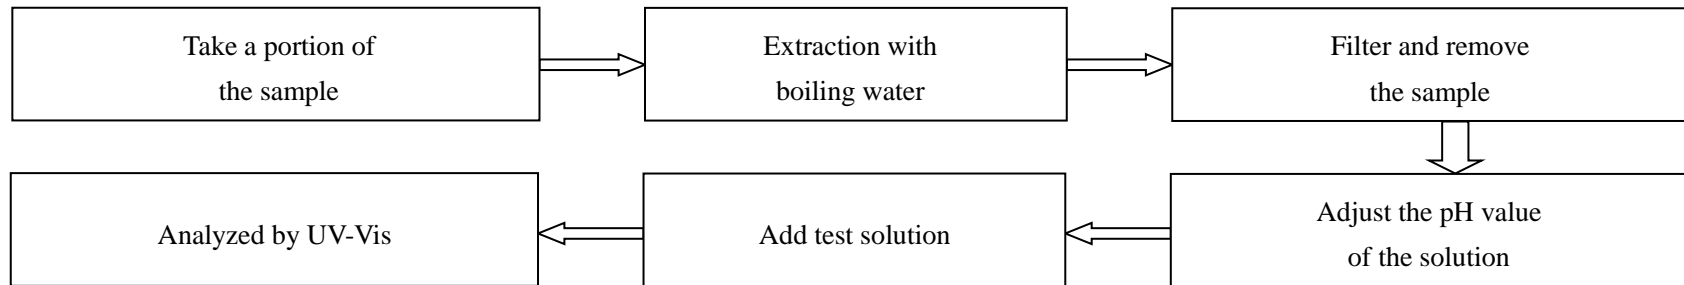 Take a portion of
the sample
Extraction with
boiling water
Filter and remove
the sample
Adjust the pH value
of the solution
Add test solution
Analyzed by UV-Vis